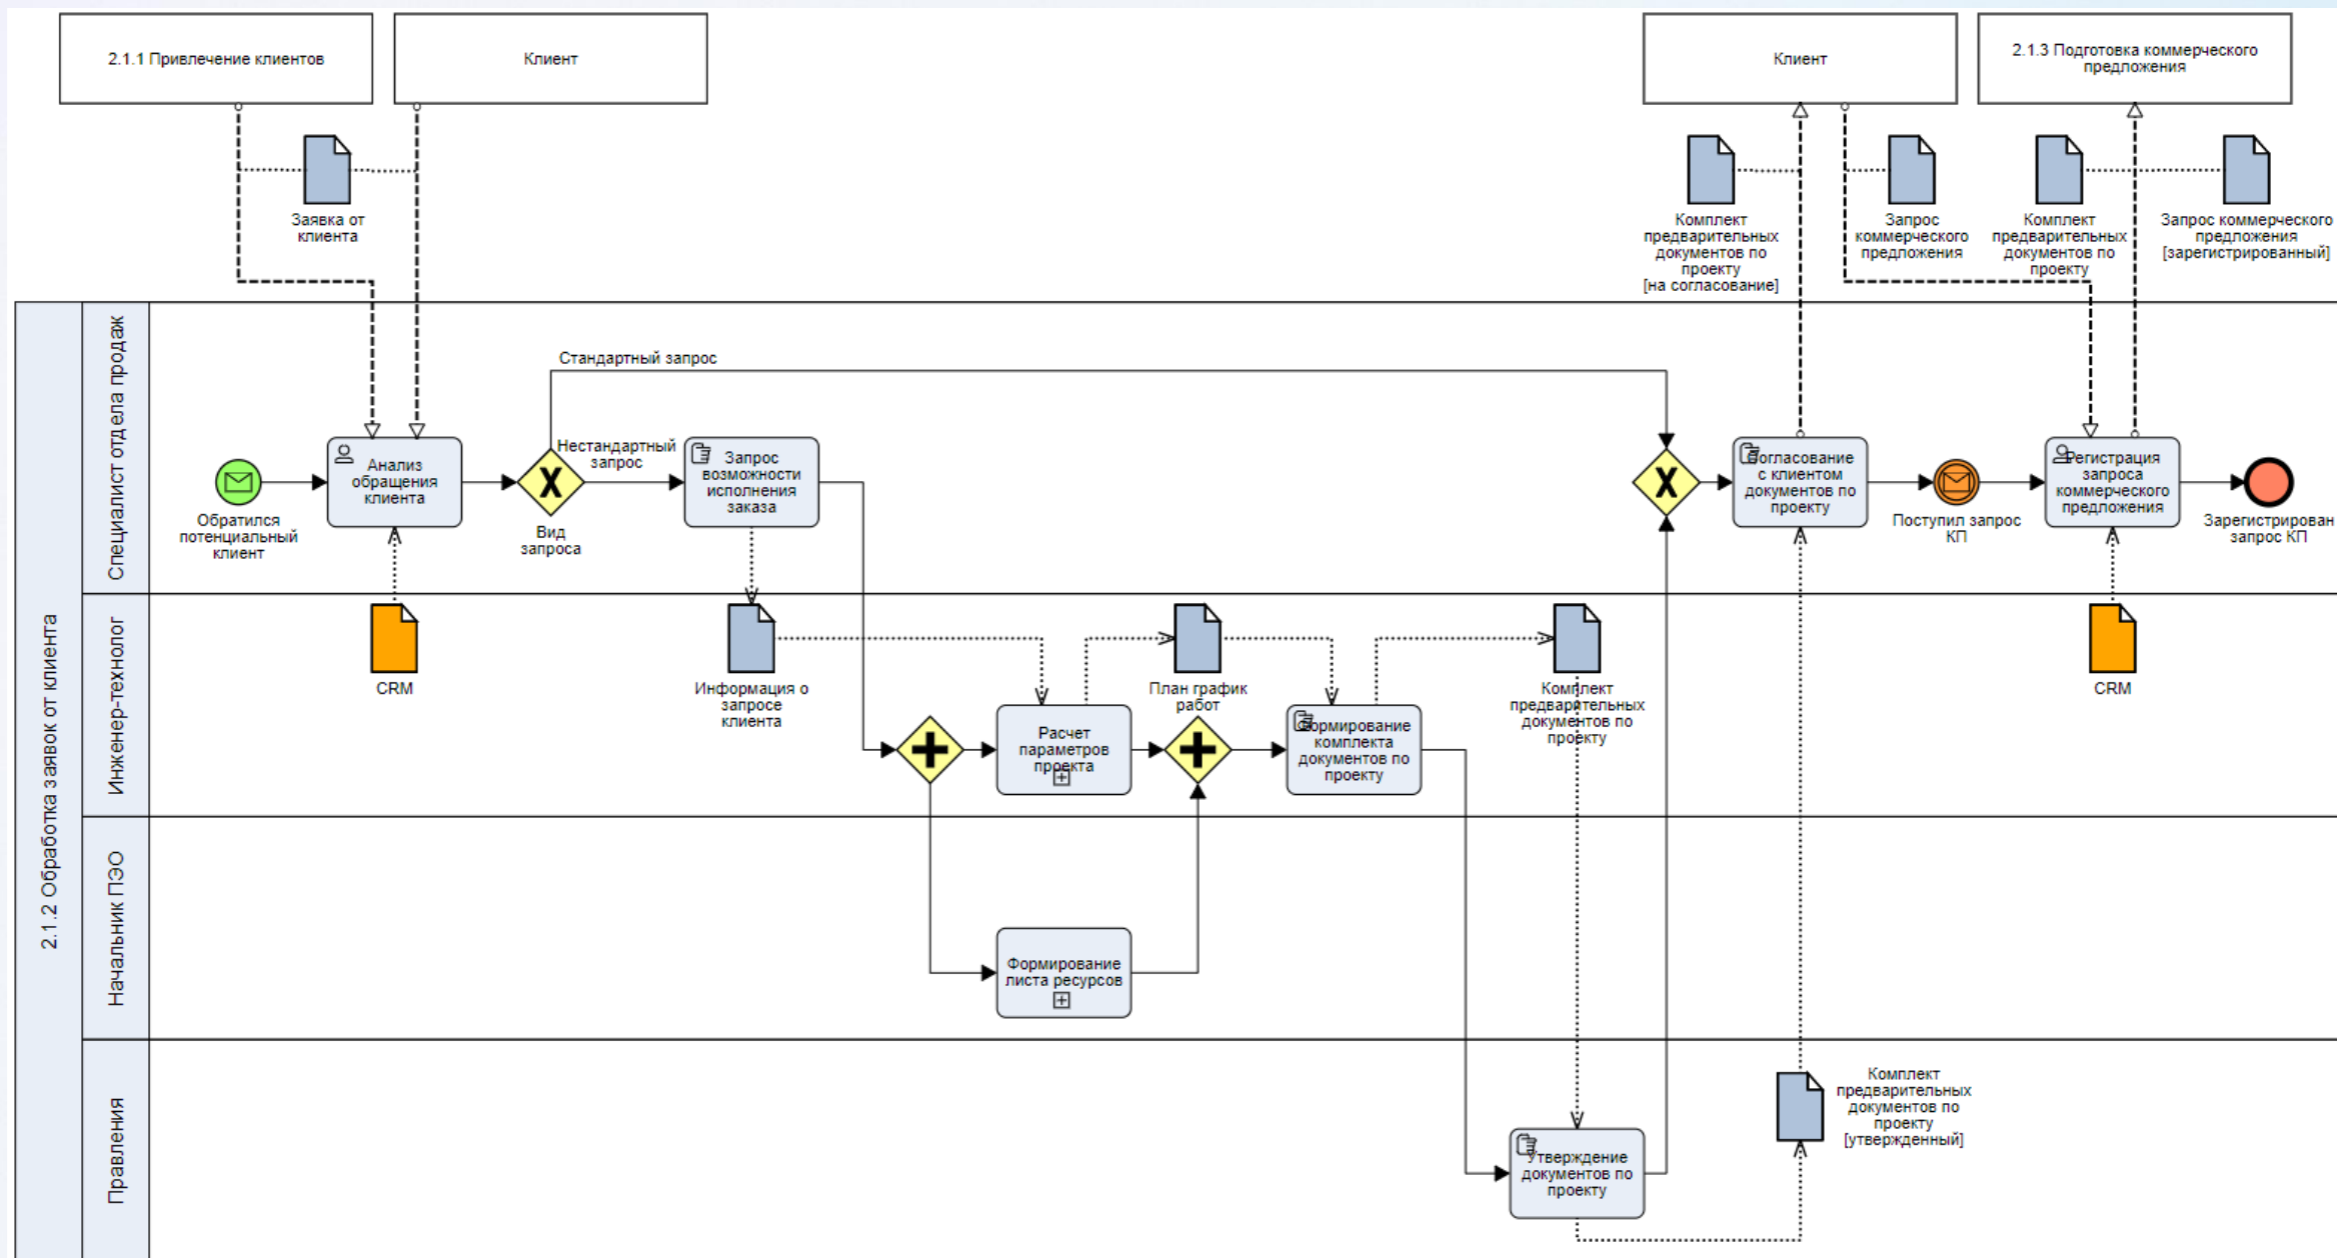 2.1.1 Привлечение клиентов
Клиент
Клиент
2.1.3 Подготовка коммерческого
предложения
Заявка от
клиента
Комплект
предварительных
документов по
проекту
[на согласование]
Запрос
коммерческого
предложения
Комплект
предварительных
документов по
проекту
Запрос коммерческого
предложения
[зарегистрированный]
2.1.2 Обработка заявок от клиента
Специалист отдела продаж
Стандартный запрос
Нестандартный
запрос
Обратился
потенциальный
клиент
Анализ
обращения
клиента
Вид
запроса
Запрос
возможности
исполнения
заказа
Согласование
с клиентом
документов по
проекту
Поступил запрос
КП
Регистрация
запроса
коммерческого
предложения
Зарегистрирован
запрос КП
Инженер-технолог
CRM
Информация о
запросе
клиента
Расчет
параметров
проекта
План график
работ
Формирование
комплекта
документов по
проекту
Комплект
предварительных
документов по
проекту
CRM
Начальник ПЭО
Формирование
листа ресурсов
Правления
Утверждение
документов по
проекту
Комплект
предварительных
документов по
проекту
[утвержденный]